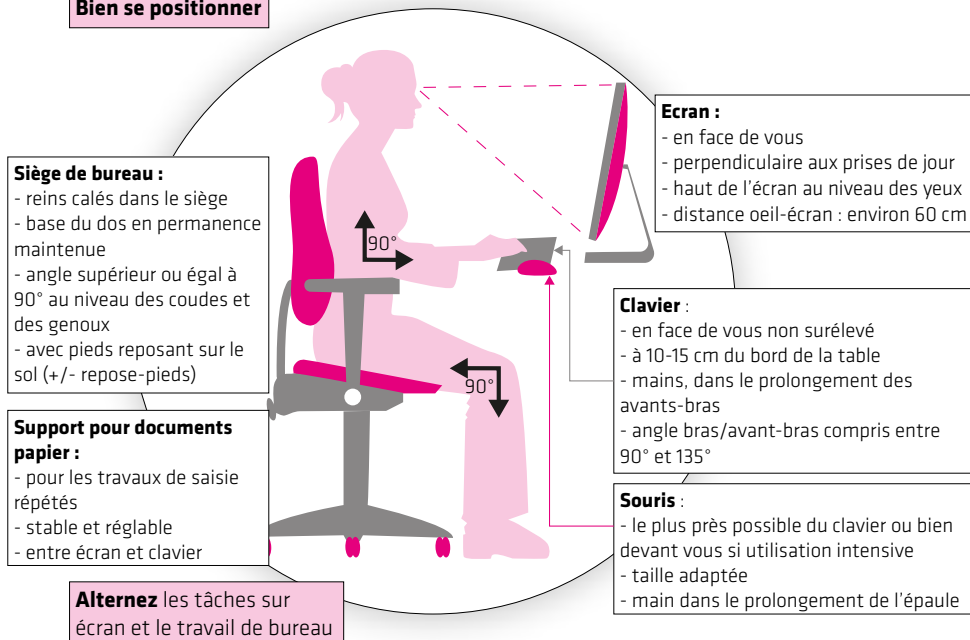 Bien se positionner
Siège de bureau :
- reins calés dans le siège
- base du dos en permanence
maintenue
- angle supérieur ou égal à
90° au niveau des coudes et
des genoux
- avec pieds reposant sur le
sol (+/- repose-pieds)
Support pour documents
papier :
- pour les travaux de saisie
répétés
- stable et réglable
- entre écran et clavier
Alternez les tâches sur
écran et le travail de bureau
90°
90°
Ecran :
- en face de vous
- perpendiculaire aux prises de jour
- haut de l'écran au niveau des yeux
- distance oeil-écran : environ 60 cm
Clavier :
- en face de vous non surélevé
- à 10-15 cm du bord de la table
- mains, dans le prolongement des
avants-bras
- angle bras/avant-bras compris entre
90° et 135°
Souris :
- le plus près possible du clavier ou bien
devant vous si utilisation intensive
- taille adaptée
- main dans le prolongement de l'épaule